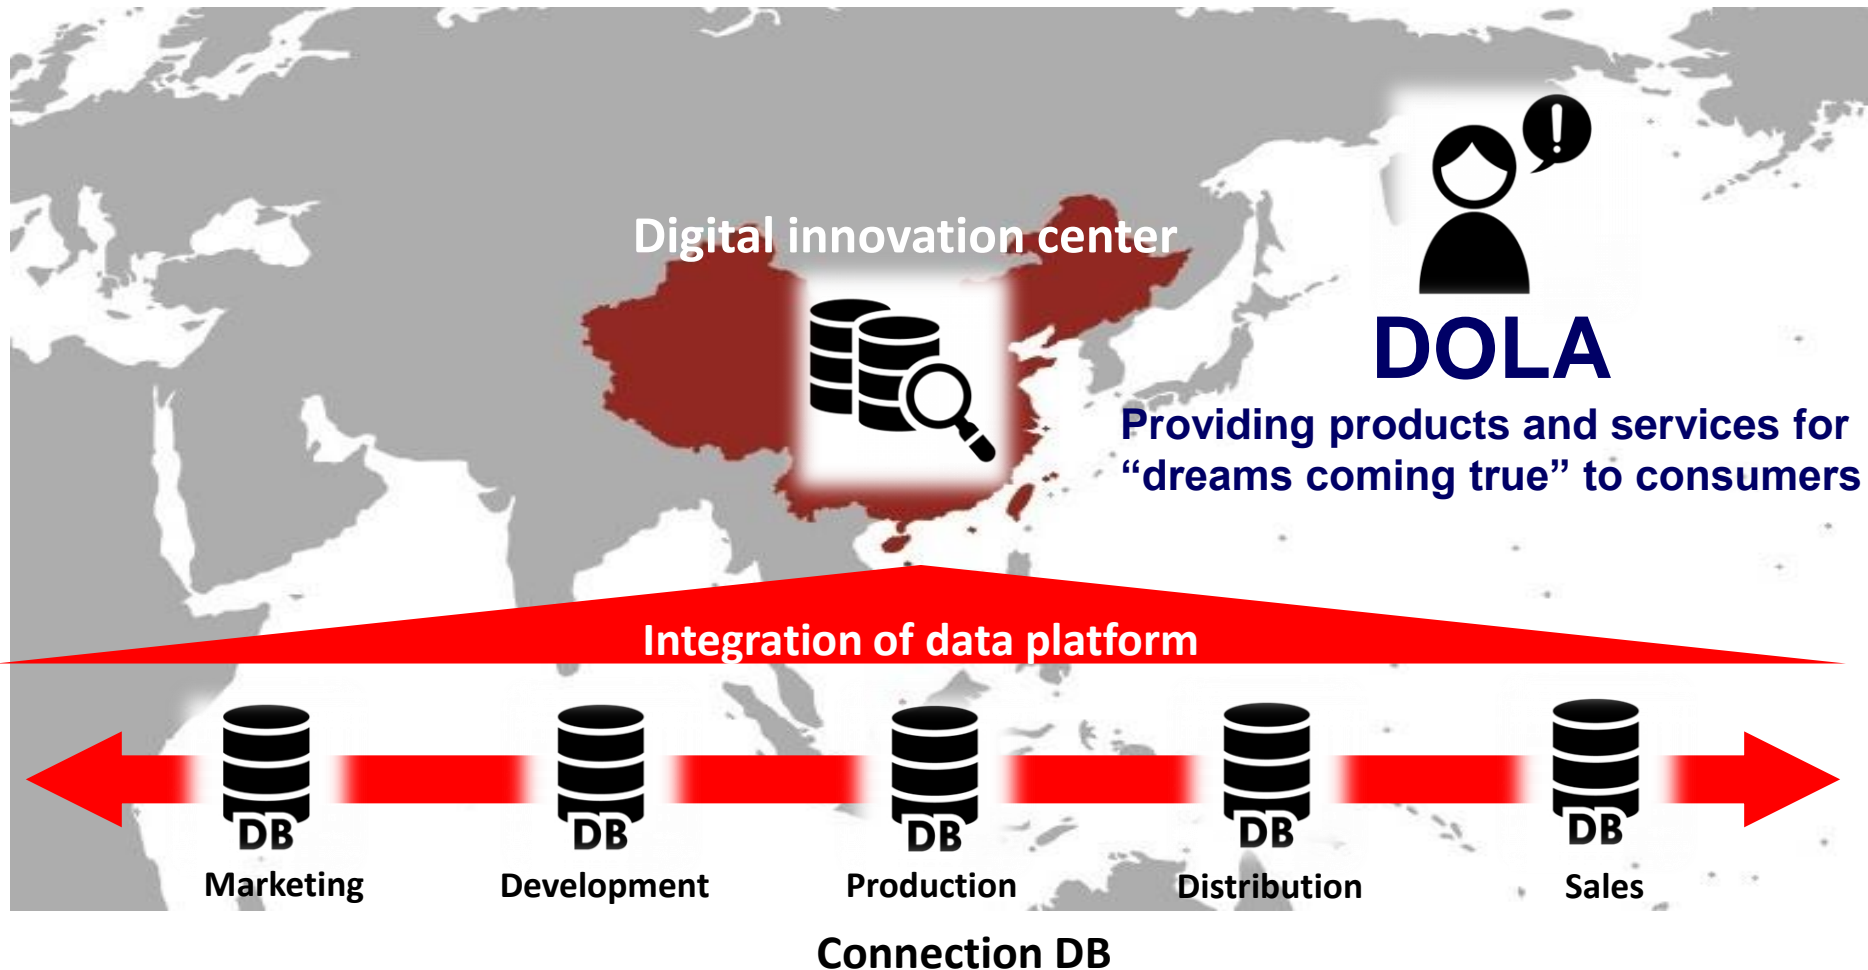 Digital innovation center
!
DOLA
Providing products and services for
“dreams coming true” to consumers
Integration of data platform
DB
DB
DB
DB
DB
Marketing
Development
Production
Distribution
Sales
Connection DB